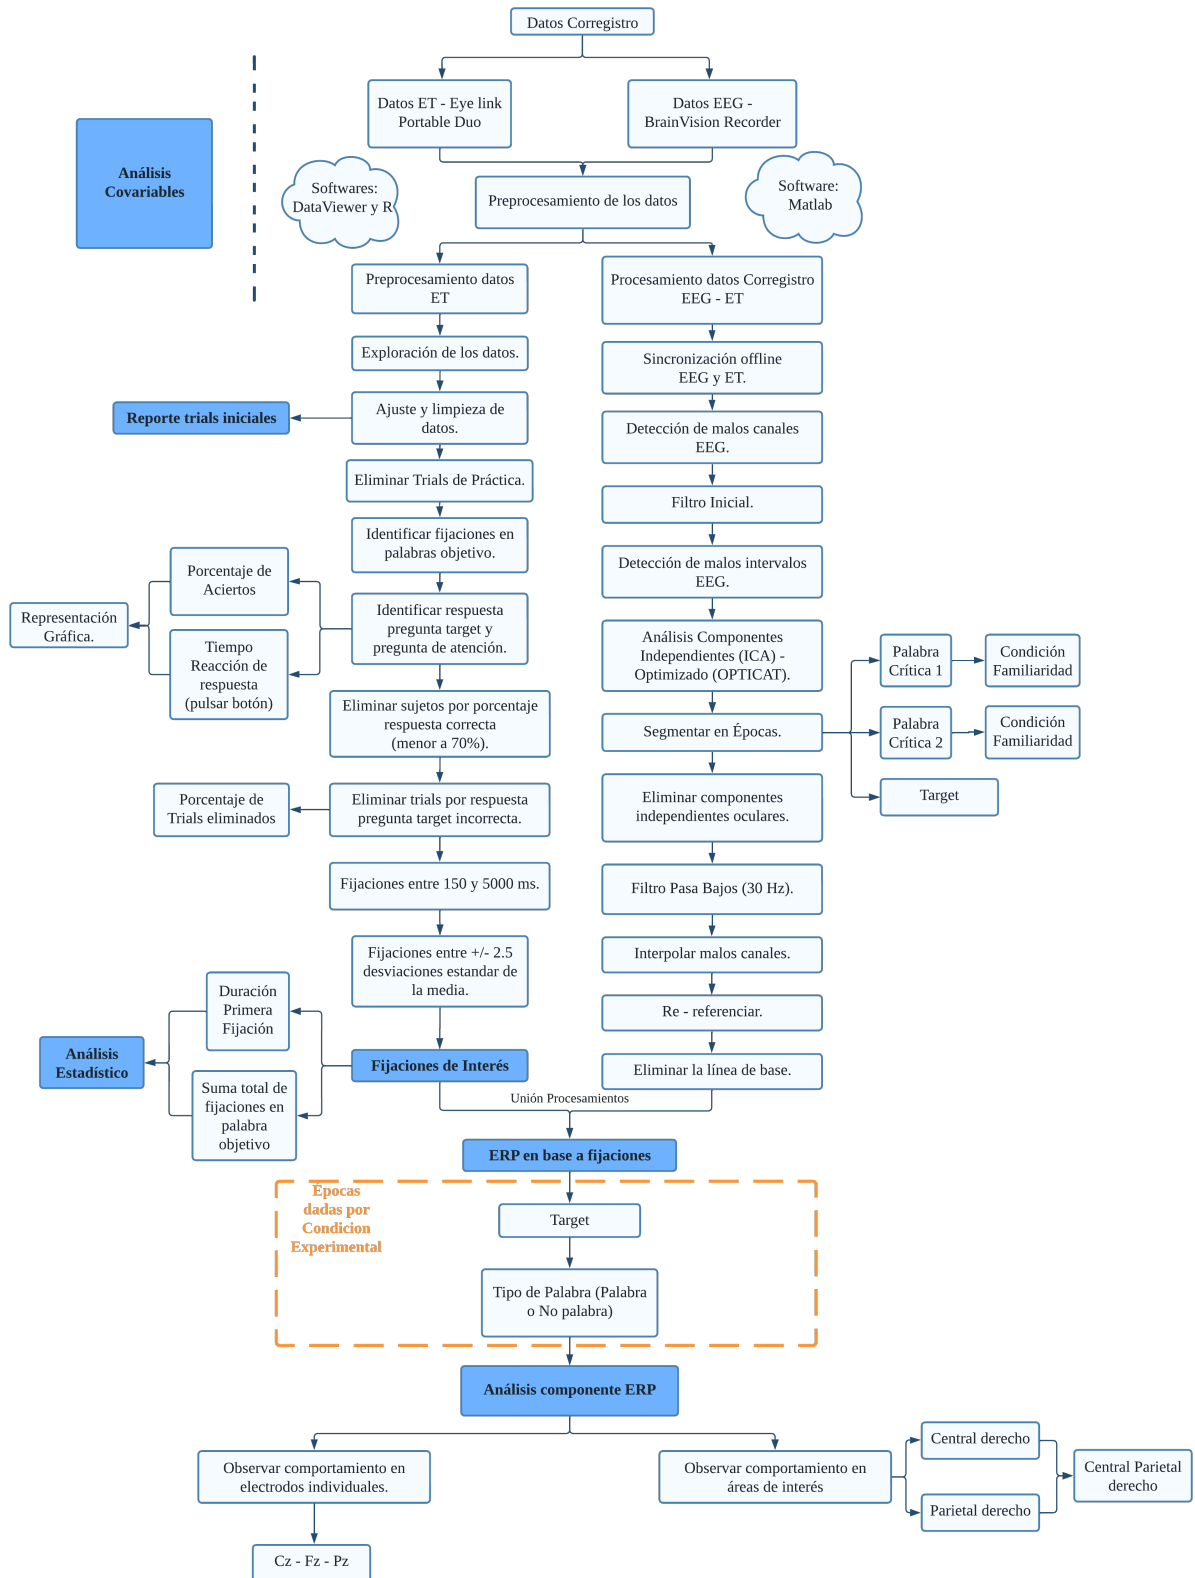 Datos Corregistro
Datos ET - Eye link
Portable Duo
Datos EEG -
BrainVision Recorder
Análisis
Covariables
Softwares:
DataViewer y R
Preprocesamiento de los datos
Software:
Matlab
Preprocesamiento datos
ET
Exploración de los datos.
Ajuste y limpieza de
datos.
Reporte trials iniciales
Eliminar Trials de Práctica.
Identificar fijaciones en
palabras objetivo.
Identificar respuesta
pregunta target y
pregunta de atención.
Porcentaje de
Aciertos
Tiempo
Reacción de
respuesta
(pulsar botón)
Representación
Gráfica.
Eliminar sujetos por porcentaje
respuesta correcta
(menor a 70%).
Eliminar trials por respuesta
pregunta target incorrecta.
Porcentaje de
Trials eliminados
Fijaciones entre 150 y 5000 ms.
Fijaciones entre +/- 2.5
desviaciones estandar de
la media.
Fijaciones de Interés
Duración
Primera
Fijación
Suma total de
fijaciones en
palabra
objetivo
Análisis
Estadístico
Procesamiento datos Corregistro
EEG - ET
Sincronización offline
EEG y ET.
Detección de malos canales
EEG.
Filtro Inicial.
Detección de malos intervalos
EEG.
Análisis Componentes
Independientes (ICA) -
Optimizado (OPTICAT).
Segmentar en Épocas.
Palabra
Crítica 1
Condición
Familiaridad
Palabra
Crítica 2
Condición
Familiaridad
Target
Eliminar componentes
independientes oculares.
Filtro Pasa Bajos (30 Hz).
Interpolar malos canales.
Re - referenciar.
Eliminar la línea de base.
Unión Procesamientos
ERP en base a fijaciones
Épocas
dadas por
Condicion
Experimental
Target
Tipo de Palabra (Palabra
o No palabra)
Análisis componente ERP
Observar comportamiento en
electrodos individuales.
Cz - Fz - Pz
Observar comportamiento en
áreas de interés
Central derecho
Parietal derecho
Central Parietal
derecho